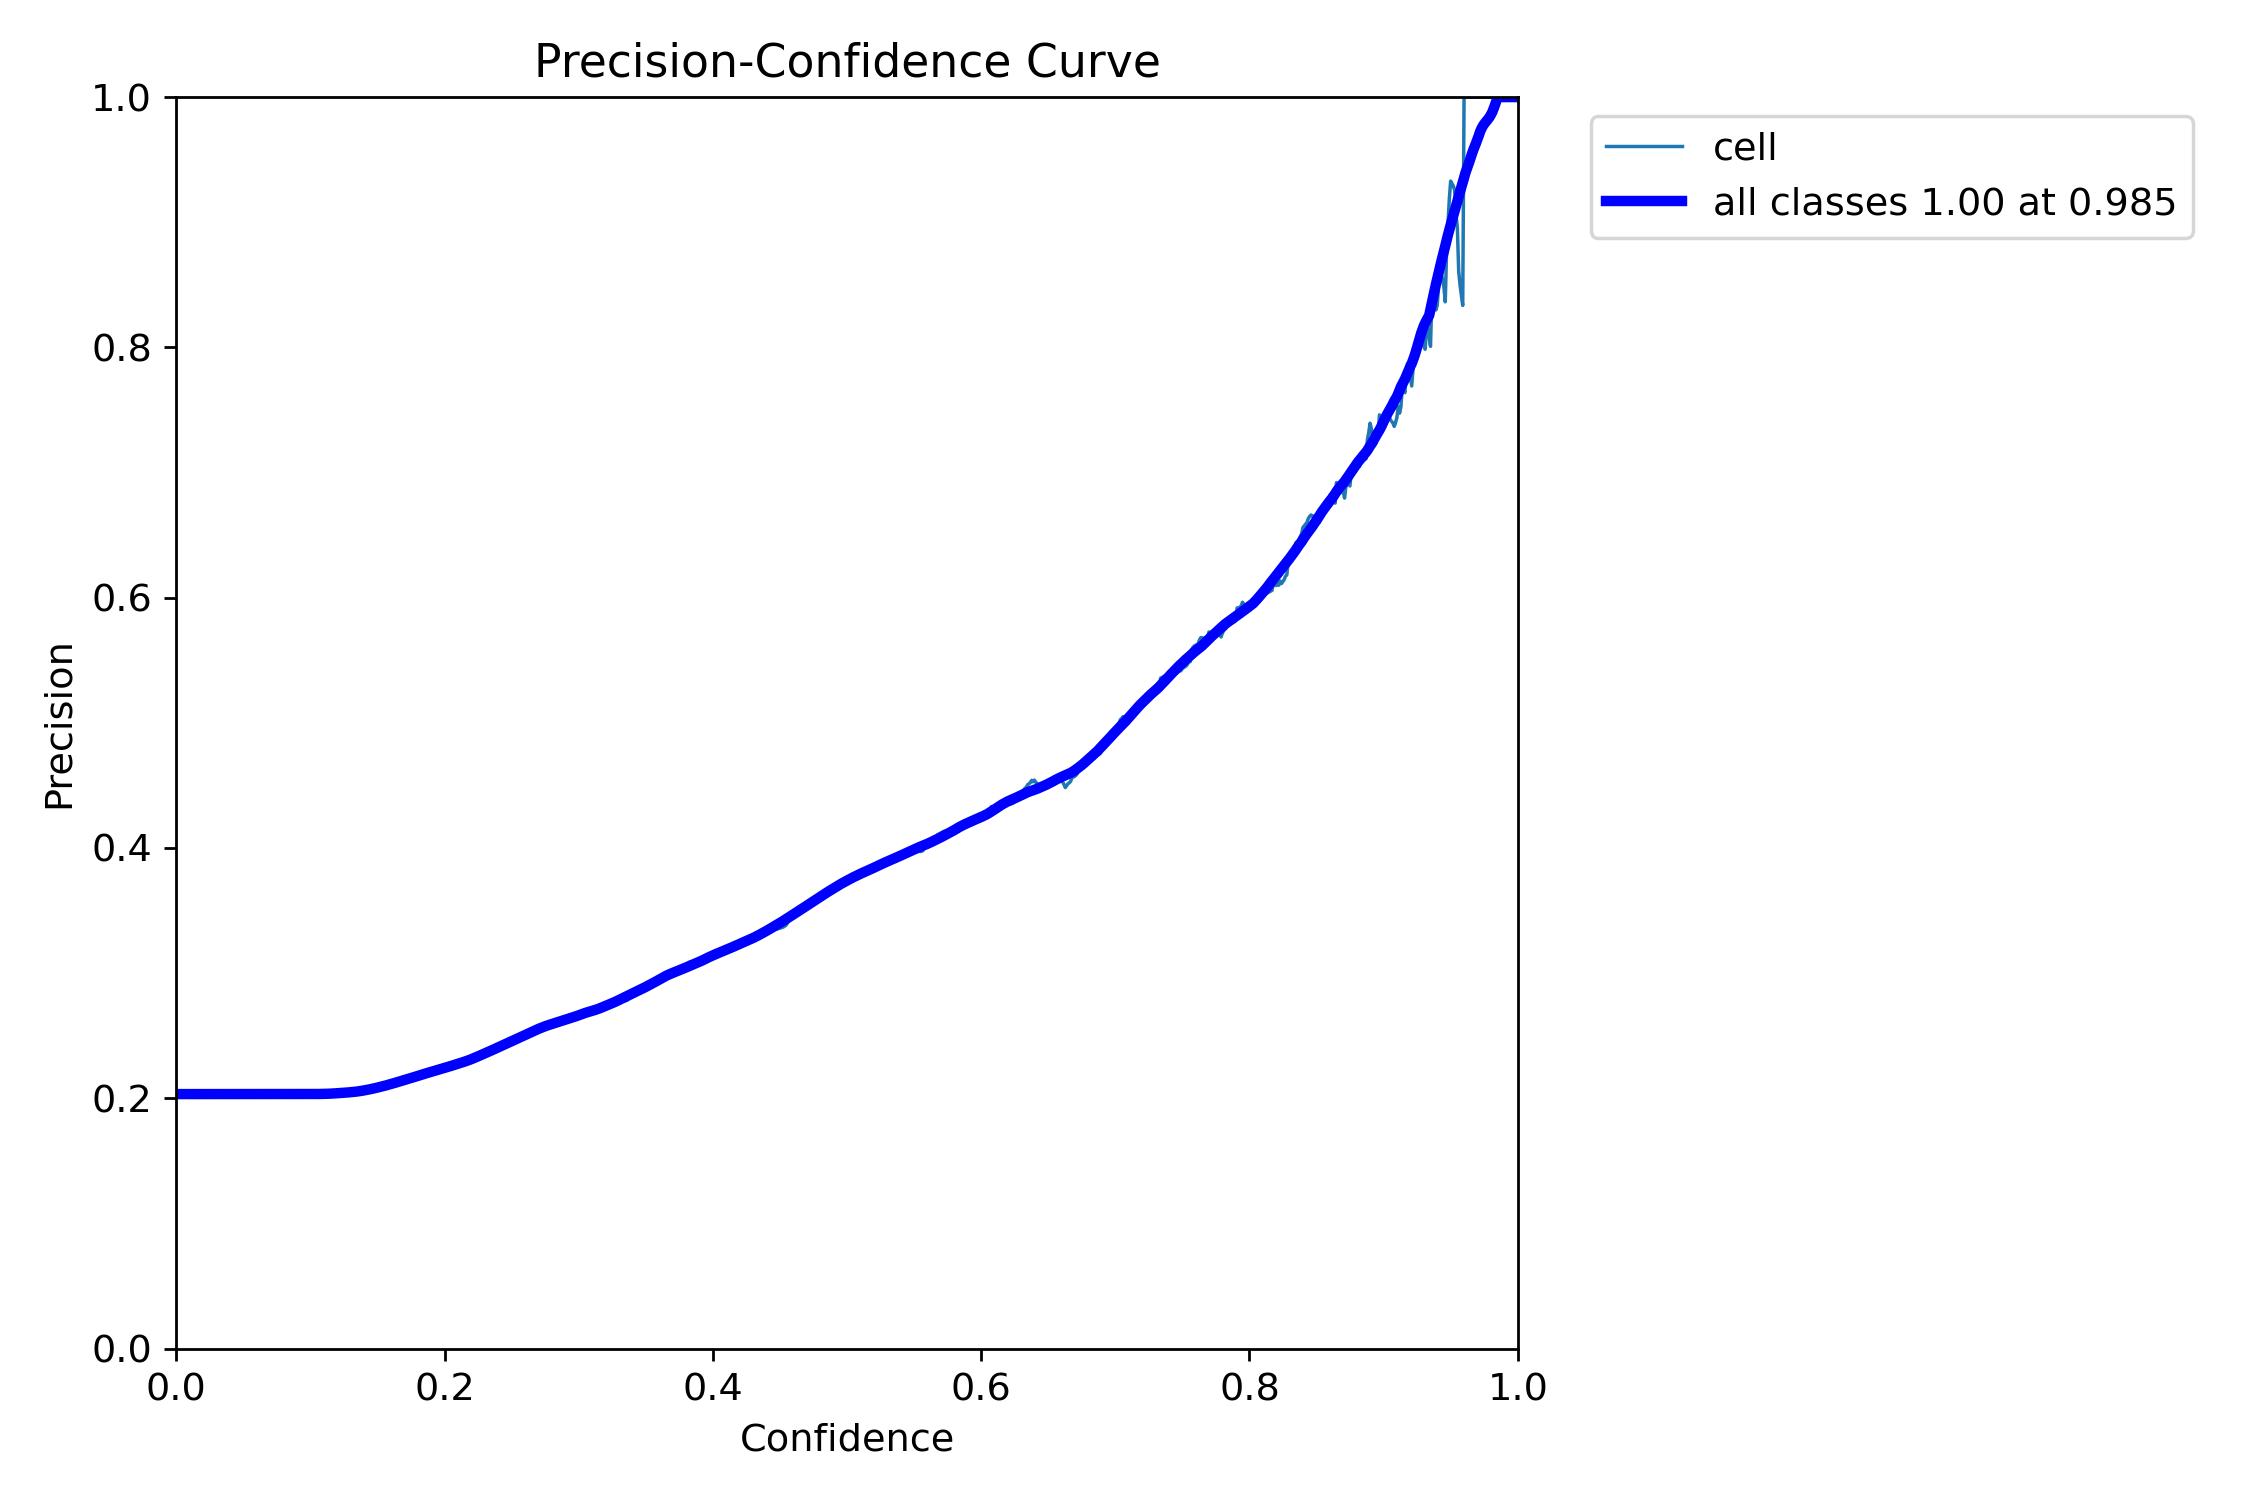 Precision-Confidence Curve
1.0
0.8
0.6
0.4
0.2
0.0
Precision
0.0 0.2 0.4 0.6 0.8 1.0
Confidence
cell
all classes 1.00 at 0.985